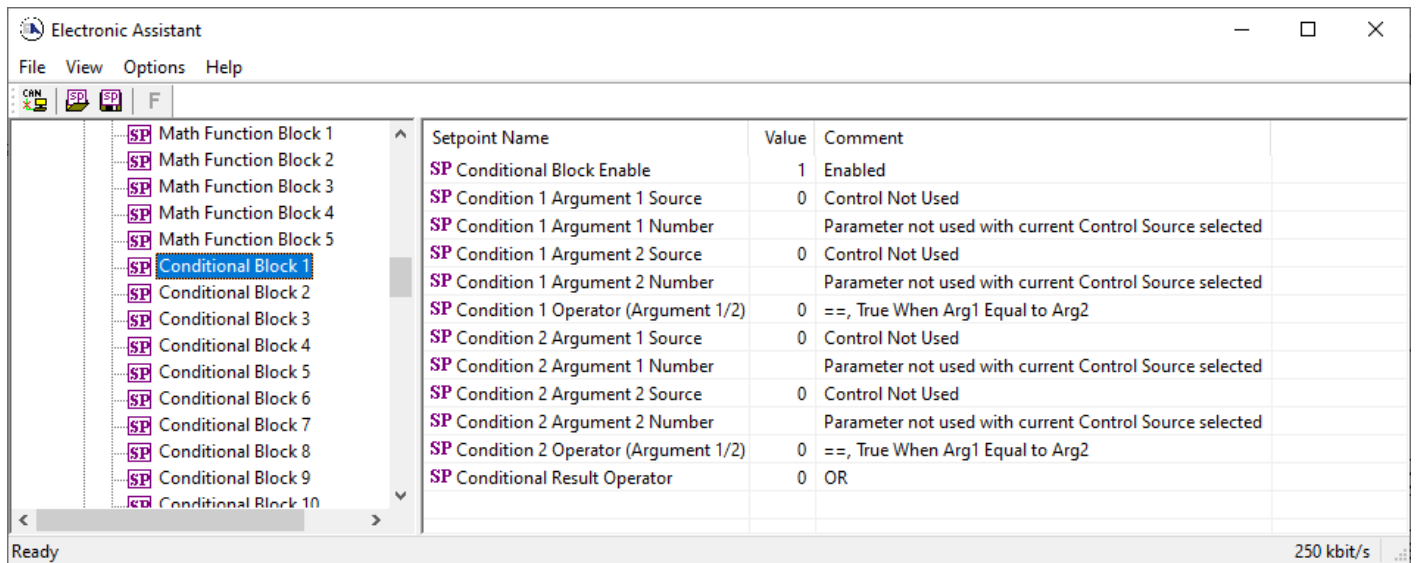 Electronic Assistant
File View Options Help
CAN SP SP F
SP Math Function Block 1
SP Math Function Block 2
SP Math Function Block 3
SP Math Function Block 4
SP Math Function Block 5
SP Conditional Block 1
SP Conditional Block 2
SP Conditional Block 3
SP Conditional Block 4
SP Conditional Block 5
SP Conditional Block 6
SP Conditional Block 7
SP Conditional Block 8
SP Conditional Block 9
SP Conditional Block 10
Setpoint Name Value Comment
SP Conditional Block Enable 1 Enabled
SP Condition 1 Argument 1 Source 0 Control Not Used
SP Condition 1 Argument 1 Number Parameter not used with current Control Source selected
SP Condition 1 Argument 2 Source 0 Control Not Used
SP Condition 1 Argument 2 Number Parameter not used with current Control Source selected
SP Condition 1 Operator (Argument 1/2) 0 ==, True When Arg1 Equal to Arg2
SP Condition 2 Argument 1 Source 0 Control Not Used
SP Condition 2 Argument 1 Number Parameter not used with current Control Source selected
SP Condition 2 Argument 2 Source 0 Control Not Used
SP Condition 2 Argument 2 Number Parameter not used with current Control Source selected
SP Condition 2 Operator (Argument 1/2) 0 ==, True When Arg1 Equal to Arg2
SP Conditional Result Operator 0 OR
Ready 250 kbit/s